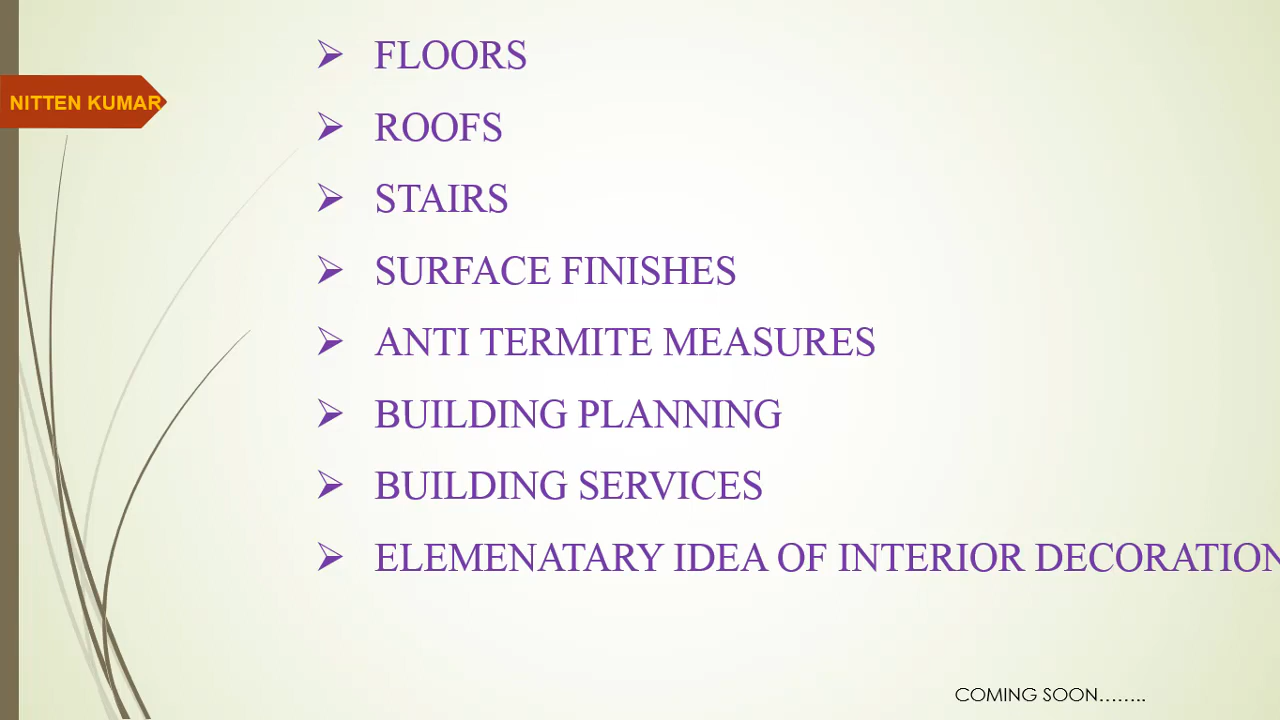 FLOORS
NITTEN KUMAR
ROOFS
STAIRS
SURFACE FINISHES
ANTI TERMITE MEASURES
BUILDING PLANNING
BUILDING SERVICES
ELEMENATARY IDEA OF INTERIOR DECORATION
COMING SOON........